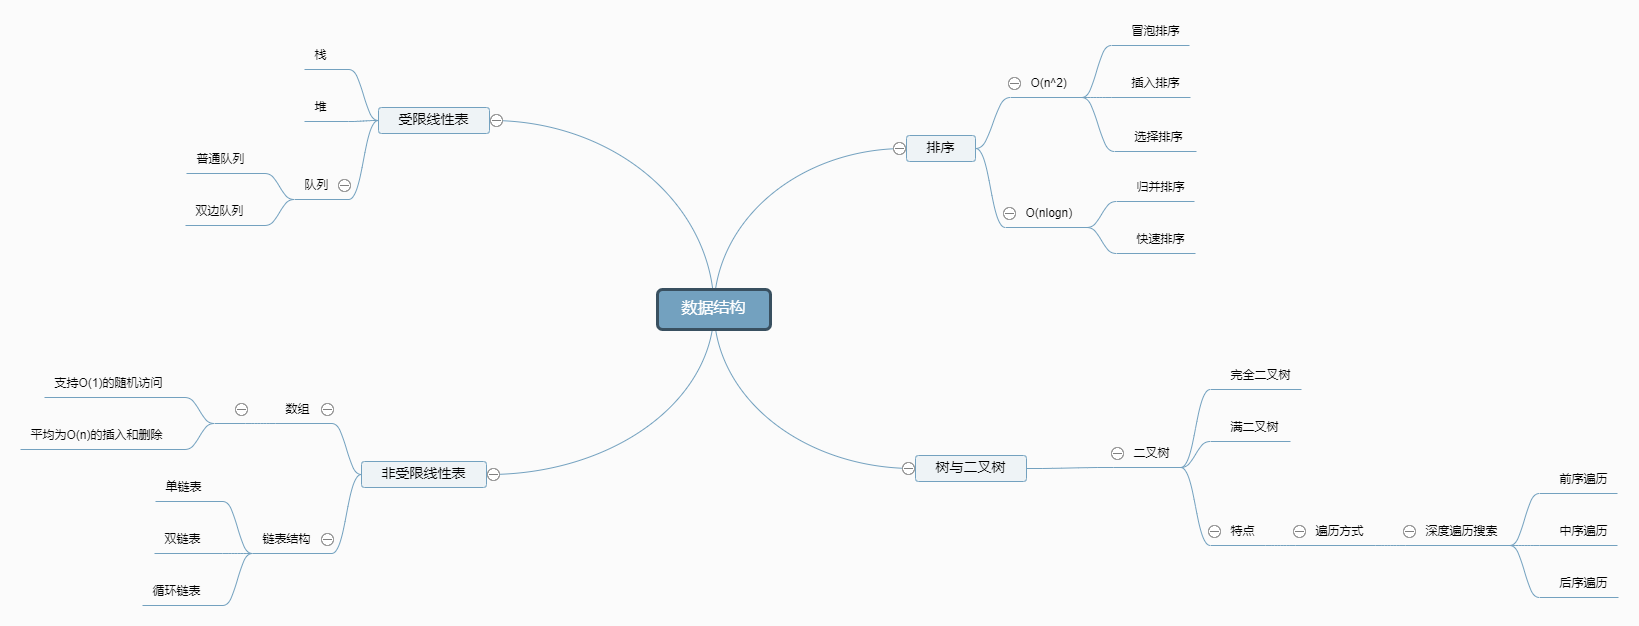 数据结构
受限线性表
栈
堆
队列
普通队列
双边队列
非受限线性表
数组
支持O(1)的随机访问
平均为O(n)的插入和删除
链表结构
单链表
双链表
循环链表
排序
O(n^2)
冒泡排序
插入排序
选择排序
O(nlogn)
归并排序
快速排序
树与二叉树
二叉树
完全二叉树
满二叉树
特点
遍历方式
深度遍历搜索
前序遍历
中序遍历
后序遍历